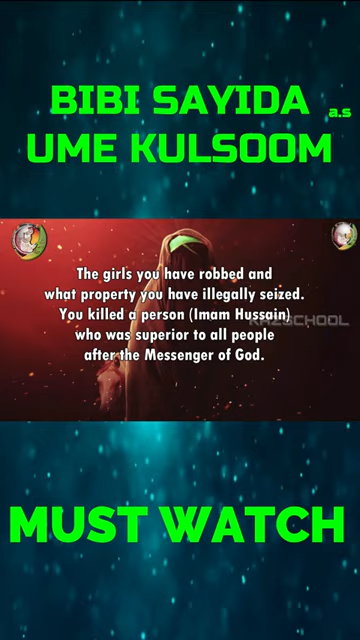 BIBI SAYIDA a.s
UME KULSOOM
The girls you have robbed and
what property you have illegally seized.
You killed a person (Imam Hussain)
who was superior to all people
after the Messenger of God.
RAZSCHOOL
MUST WATCH